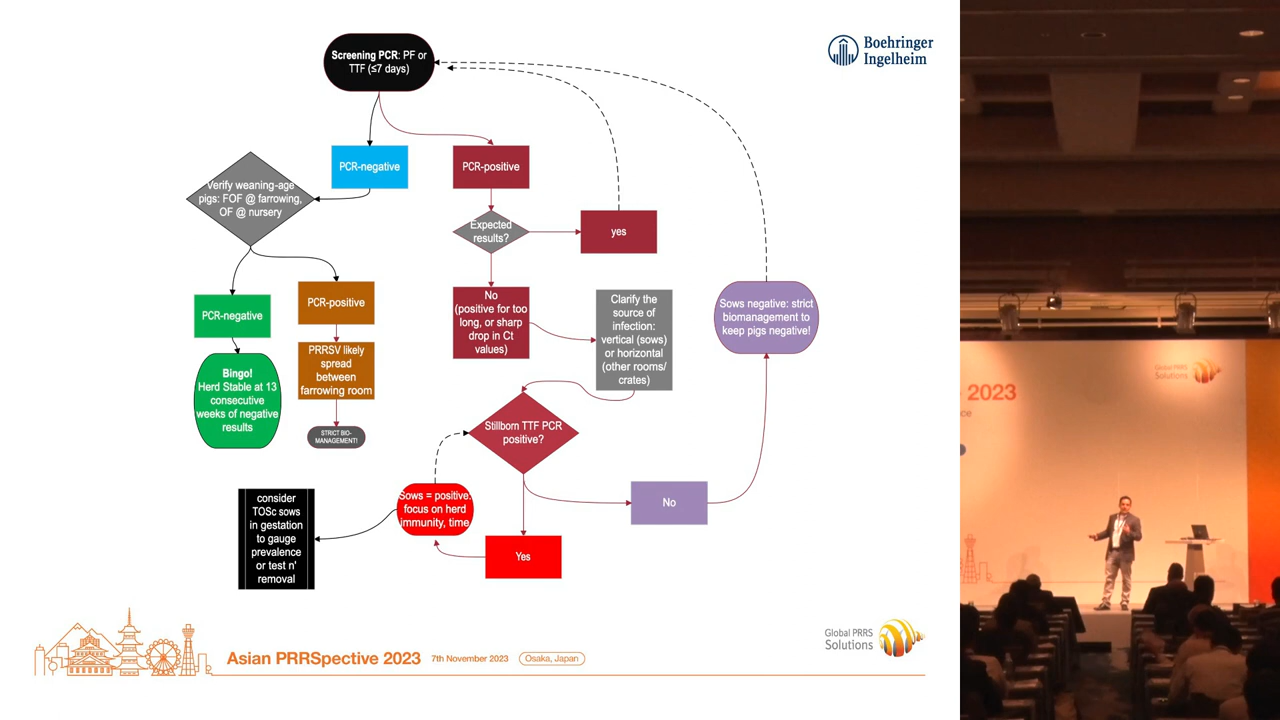 Screening PCR: PF or
TTF (≤7 days)
Boehringer
Ingelheim
PCR-negative
PCR-positive
Verify weaning-age
pigs: FOF @ farrowing,
OF @ nursery
Expected
results?
yes
PCR-negative
PCR-positive
No
(positive for too
long, or sharp
drop in Ct
values)
Clarify the
source of
infection:
vertical (sows)
or horizontal
(other rooms/
crates)
Sows negative: strict
biomanagement to
keep pigs negative!
PRRSV likely
spread
between
farrowing room
Bingo!
Herd Stable at 13
consecutive
weeks of negative
results
STRICT BIO-
MANAGEMENT!
Stillborn TTF PCR
positive?
Sows = positive:
focus on herd
immunity, time
No
consider
TOSc sows
in gestation
to gauge
prevalence
or test n'
removal
Yes
Asian PRRSpective 2023 7th November 2023 Osaka, Japan
Global PRRS
Solutions
Global PRRS
Solutions
2023